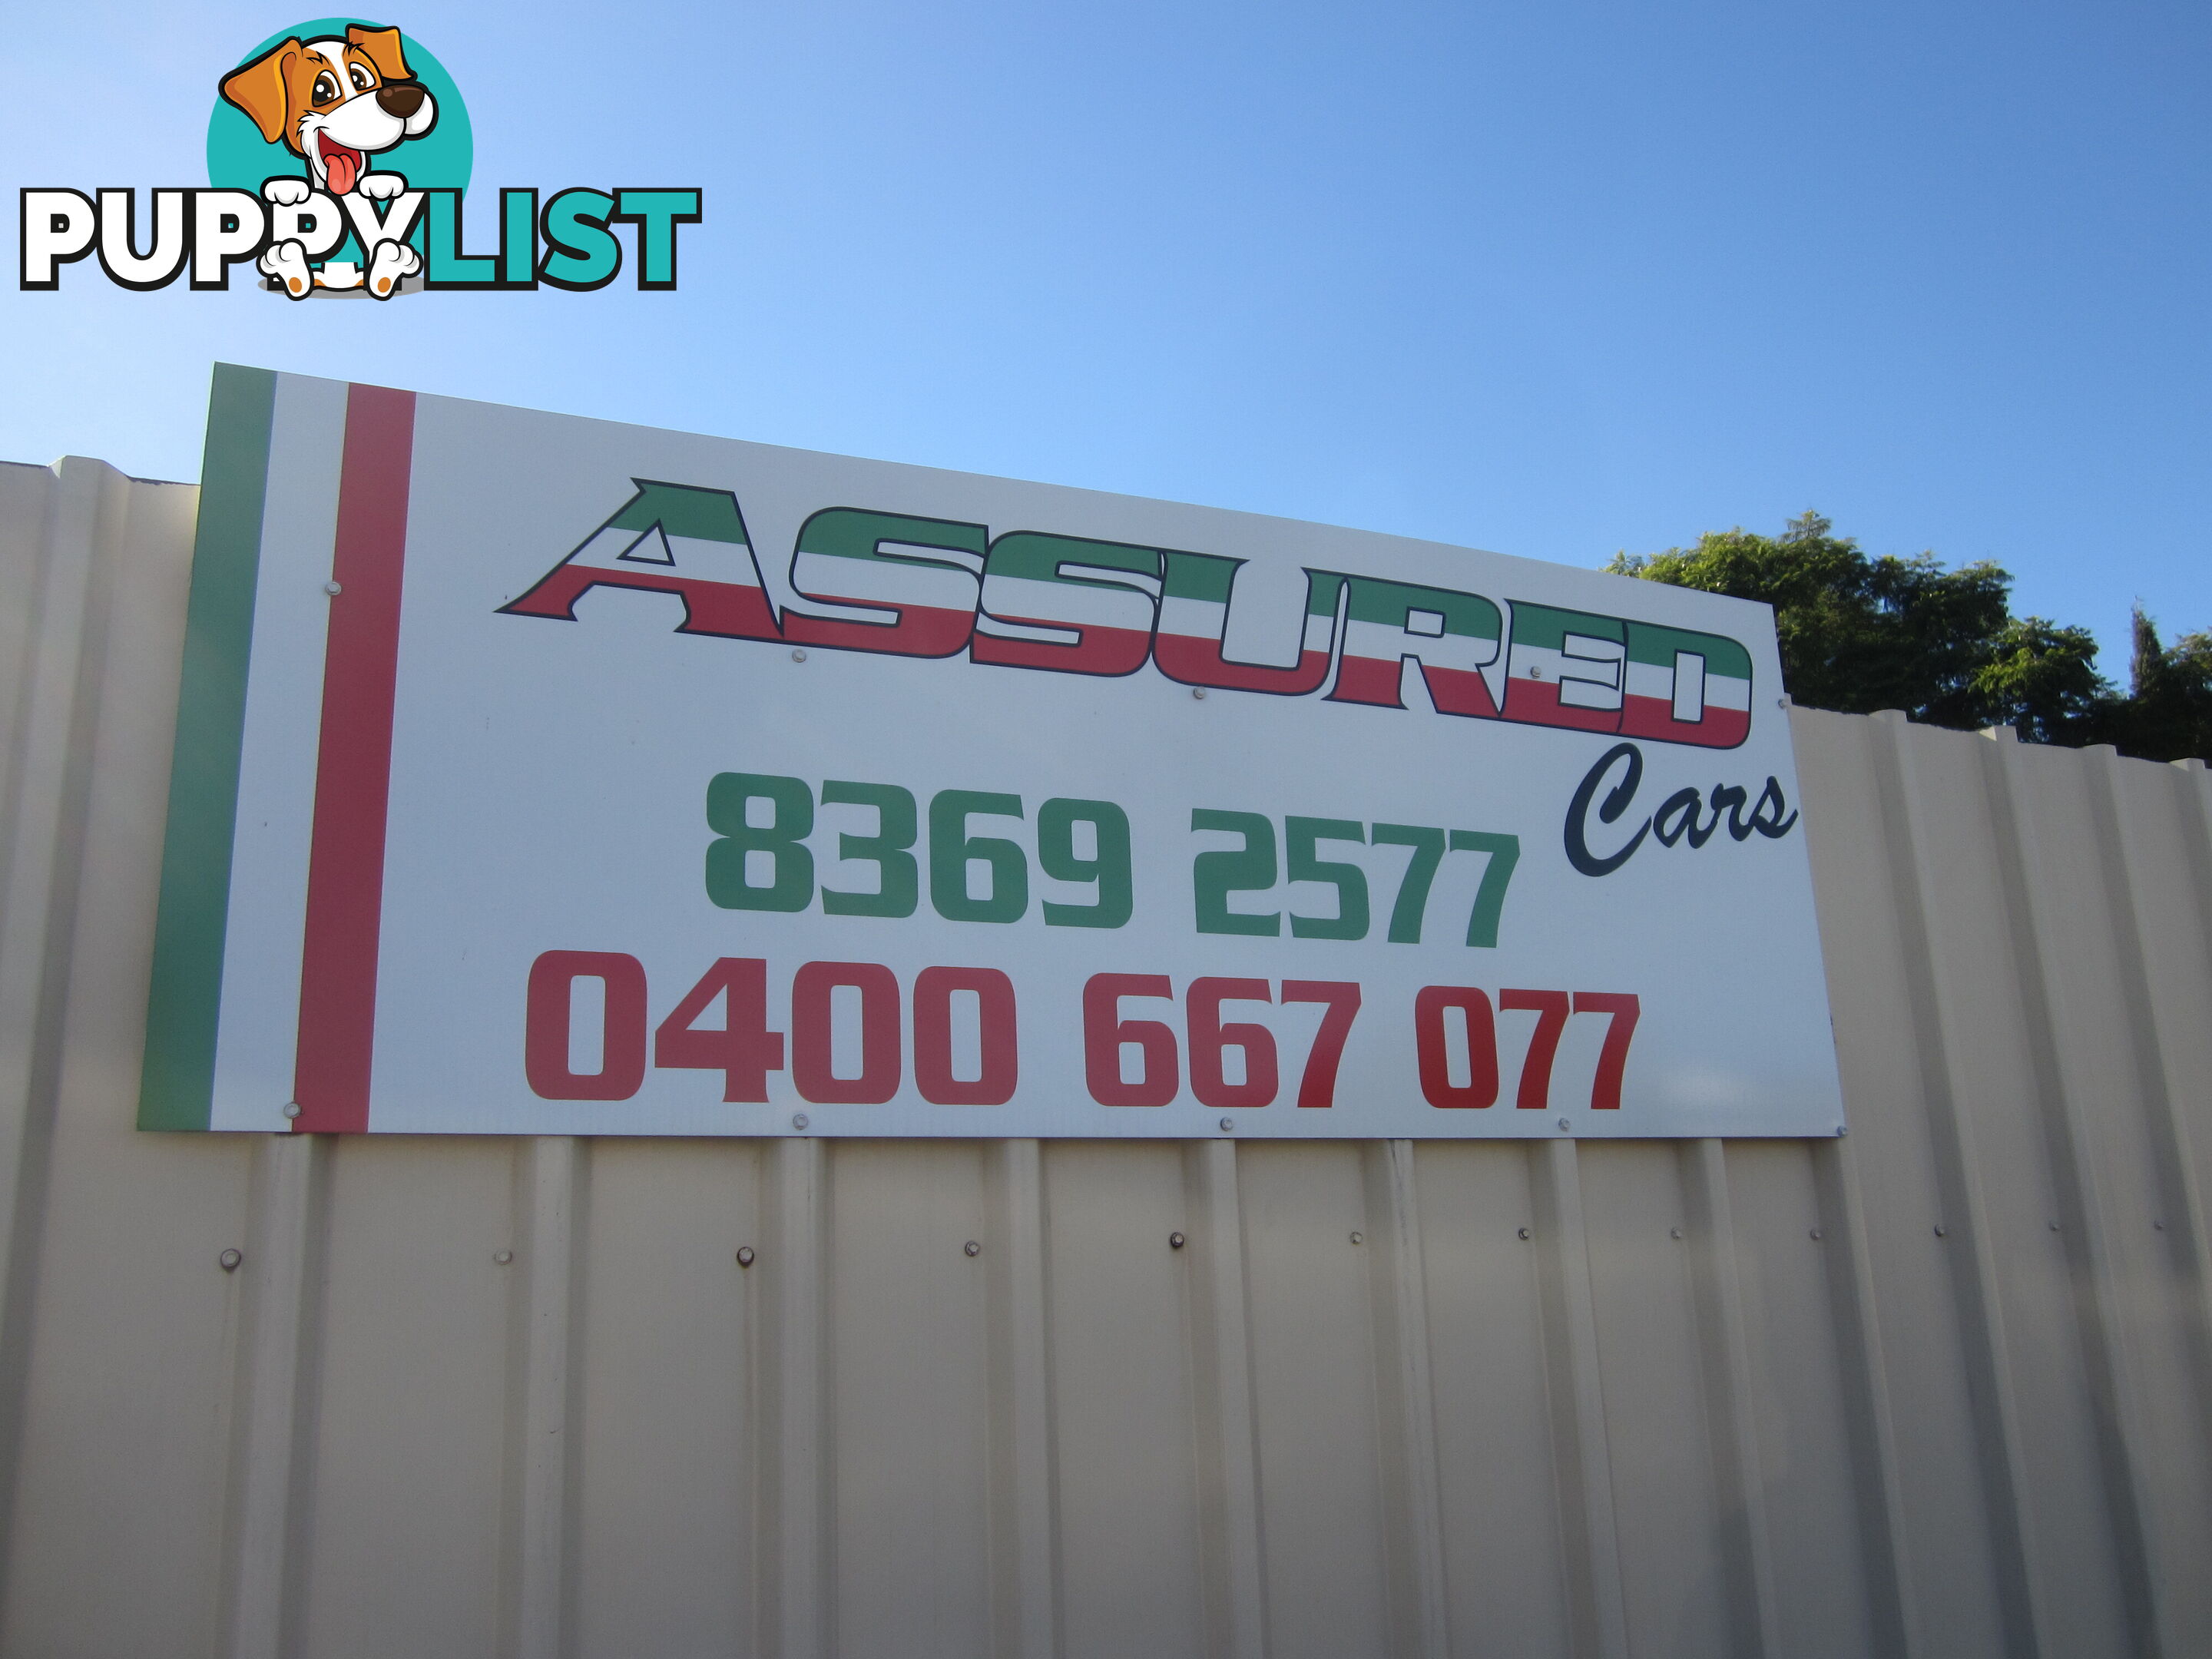 PUPPYLIST
ASSURED
Cars
8369 2577
0400 667 077